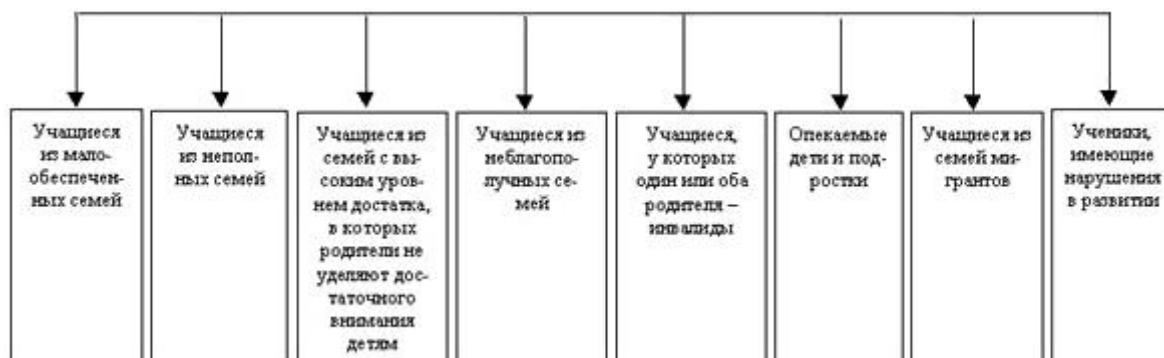 Учащиеся
из мало-
обеспечен-
ных семей
Учащиеся
из непол-
ных семей
Учащиеся из
семей с вы-
соким уров-
нем достатка,
в которых
родители не
уделяют дос-
таточного
внимания
детям
Учащиеся из
неблагопо-
лучных се-
мей
Учащиеся,
у которых
один или оба
родителя –
инвалиды
Опекаемые
дети и под-
ростки
Учащиеся из
семей ми-
грантов
Ученики,
имеющие
нарушения
в развитии